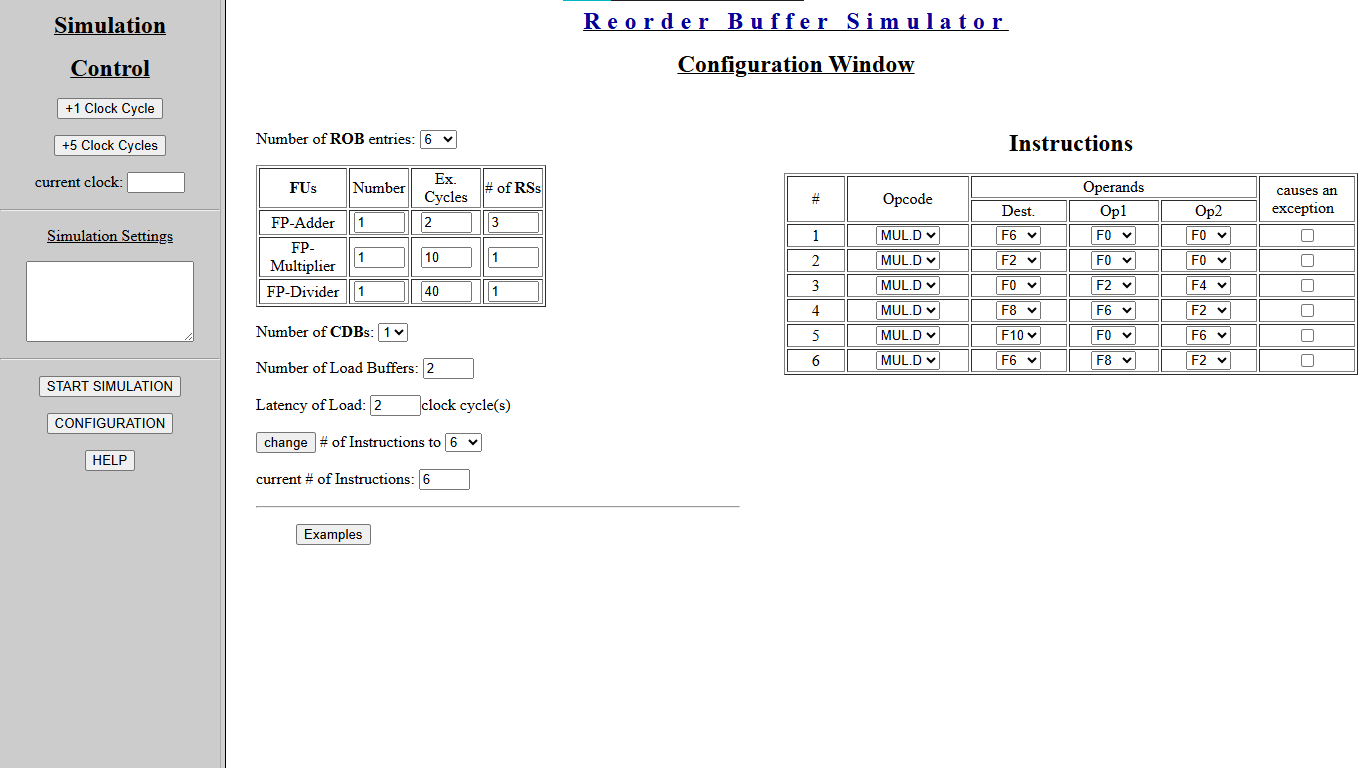 Simulation
Control
+1 Clock Cycle
+5 Clock Cycles
current clock:
Simulation Settings
START SIMULATION
CONFIGURATION
HELP
Reorder Buffer Simulator
Configuration Window
Number of ROB entries: 6
FUs Number Ex. Cycles # of RSs
FP-Adder 1 2 3
FP-Multiplier 1 10 1
FP-Divider 1 40 1
Number of CDBs: 1
Number of Load Buffers: 2
Latency of Load: 2 clock cycle(s)
change # of Instructions to 6
current # of Instructions: 6
Examples
Instructions
# Opcode Operands causes an exception
Dest. Op1 Op2
1 MUL.D F6 F0 F0
2 MUL.D F2 F0 F0
3 MUL.D F0 F2 F4
4 MUL.D F8 F6 F2
5 MUL.D F10 F0 F6
6 MUL.D F6 F8 F2